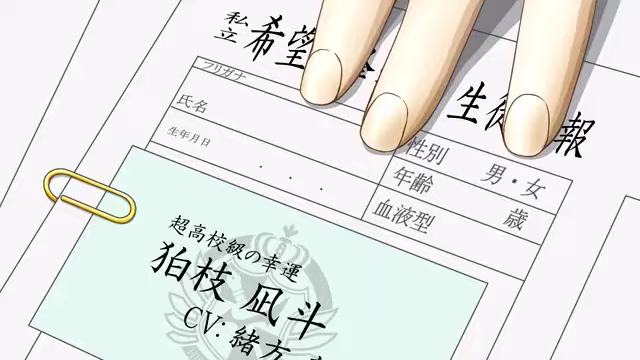 私立希望
生徒 報
フリガナ
氏名
生年月日
・ ・ ・
性別 男・女
年齢 歳
血液型
超高校級の幸運
狛枝 凪斗
CV: 緒方